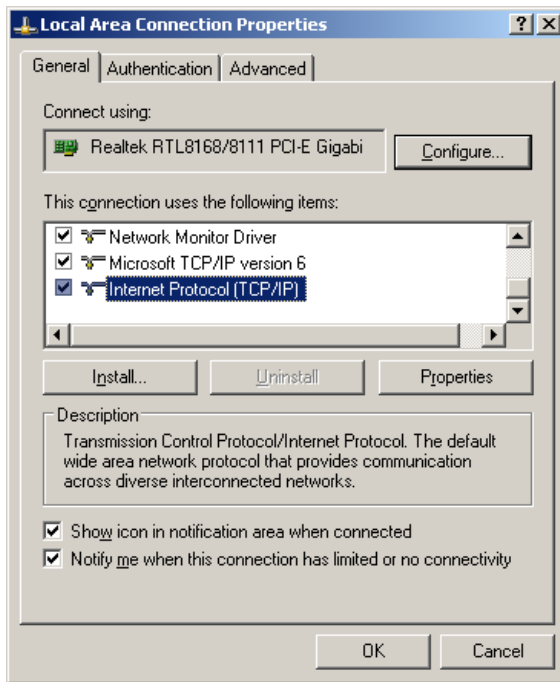 Local Area Connection Properties
General Authentication Advanced
Connect using:
Realtek RTL8168/8111 PCI-E Gigabi
Configure...
This connection uses the following items:
Network Monitor Driver
Microsoft TCP/IP version 6
Internet Protocol (TCP/IP)
Install... Uninstall Properties
Description
Transmission Control Protocol/Internet Protocol. The default
wide area network protocol that provides communication
across diverse interconnected networks.
Show icon in notification area when connected
Notify me when this connection has limited or no connectivity
OK Cancel